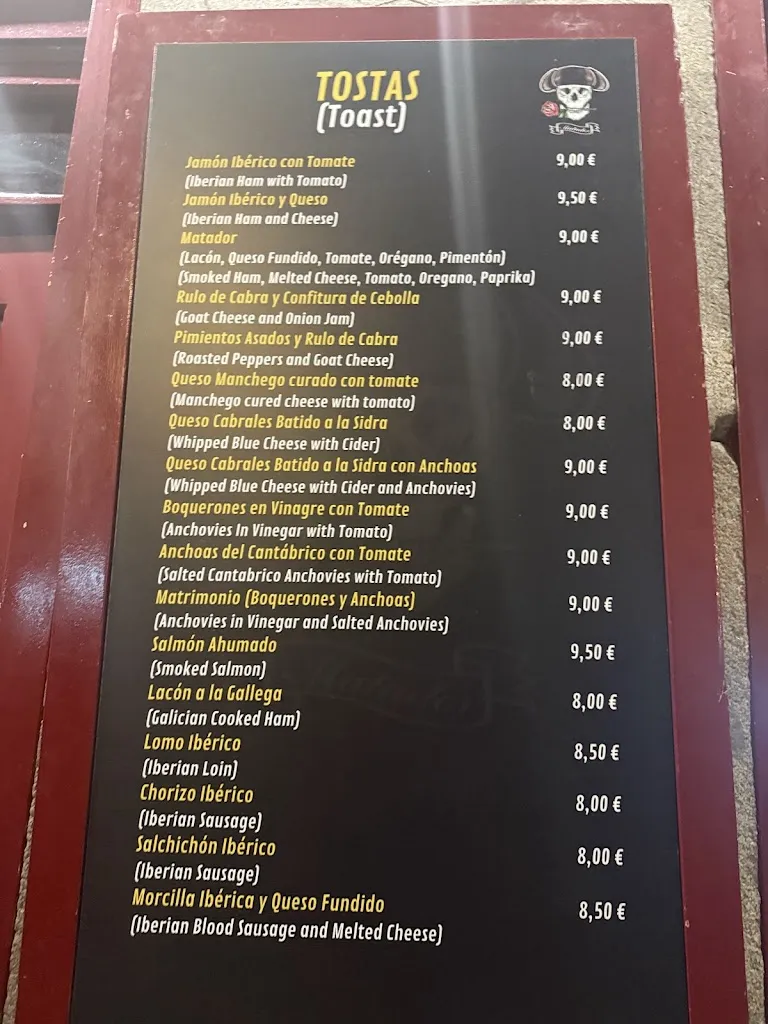 TOSTAS
(Toast)
Jamón Ibérico con Tomate 9,00 €
(Iberian Ham with Tomato)
Jamón Ibérico y Queso 9,50 €
(Iberian Ham and Cheese)
Matador 9,00 €
(Lacón, Queso Fundido, Tomate, Orégano, Pimentón)
(Smoked Ham, Melted Cheese, Tomato, Oregano, Paprika)
Rulo de Cabra y Confitura de Cebolla 9,00 €
(Goat Cheese and Onion Jam)
Pimientos Asados y Rulo de Cabra 9,00 €
(Roasted Peppers and Goat Cheese)
Queso Manchego curado con tomate 8,00 €
(Manchego cured cheese with tomato)
Queso Cabrales Batido a la Sidra 8,00 €
(Whipped Blue Cheese with Cider)
Queso Cabrales Batido a la Sidra con Anchoas 9,00 €
(Whipped Blue Cheese with Cider and Anchovies)
Boquerones en Vinagre con Tomate 9,00 €
(Anchovies In Vinegar with Tomato)
Anchoas del Cantábrico con Tomate 9,00 €
(Salted Cantabrico Anchovies with Tomato)
Matrimonio (Boquerones y Anchoas) 9,00 €
(Anchovies in Vinegar and Salted Anchovies)
Salmón Ahumado 9,50 €
(Smoked Salmon)
Lacón a la Gallega 8,00 €
(Galician Cooked Ham)
Lomo Ibérico 8,50 €
(Iberian Loin)
Chorizo Ibérico 8,00 €
(Iberian Sausage)
Salchichón Ibérico 8,00 €
(Iberian Sausage)
Morcilla Ibérica y Queso Fundido 8,50 €
(Iberian Blood Sausage and Melted Cheese)